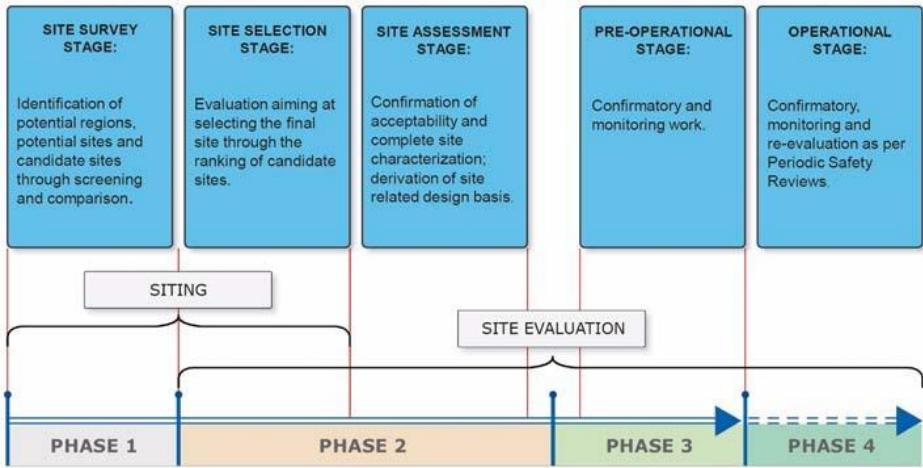 SITE SURVEY
STAGE:
Identification of
potential regions,
potential sites and
candidate sites
through screening
and comparison.
SITE SELECTION
STAGE:
Evaluation aiming at
selecting the final
site through the
ranking of candidate
sites.
SITE ASSESSMENT
STAGE:
Confirmation of
acceptability and
complete site
characterization;
derivation of site
related design basis.
PRE-OPERATIONAL
STAGE:
Confirmatory and
monitoring work.
OPERATIONAL
STAGE:
Confirmatory,
monitoring and
re-evaluation as per
Periodic Safety
Reviews.
SITING
SITE EVALUATION
PHASE 1
PHASE 2
PHASE 3
PHASE 4